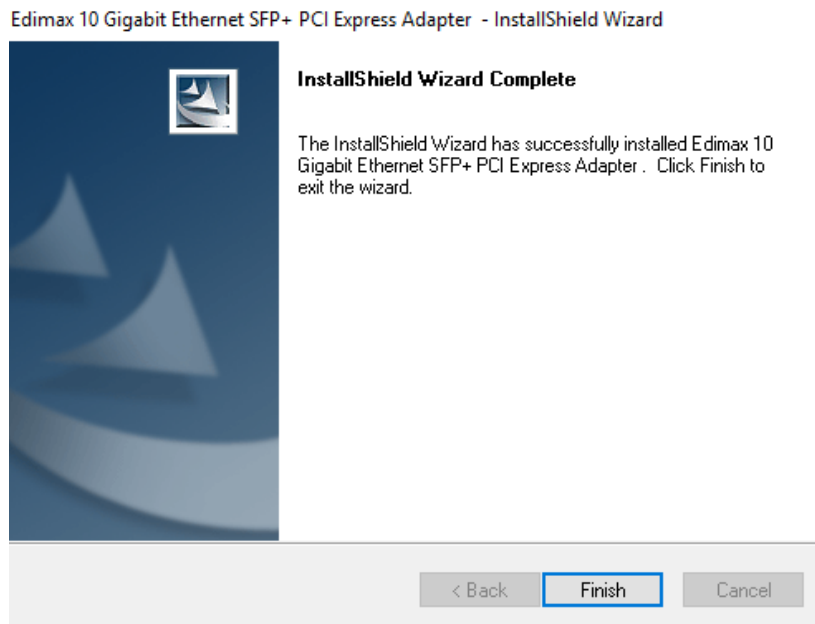 Edimax 10 Gigabit Ethernet SFP+ PCI Express Adapter - InstallShield Wizard
InstallShield Wizard Complete
The InstallShield Wizard has successfully installed Edimax 10
Gigabit Ethernet SFP+ PCI Express Adapter . Click Finish to
exit the wizard.
< Back
Finish
Cancel